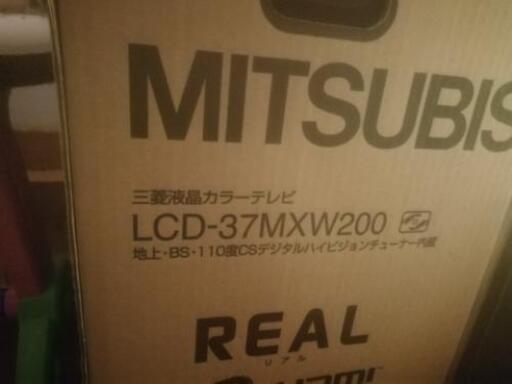 MITSUBIS
三菱液晶カラーテレビ
LCD-37MXW200
地上・BS・110度CSデジタルハイビジョンチューナー内蔵
REAL
リアル